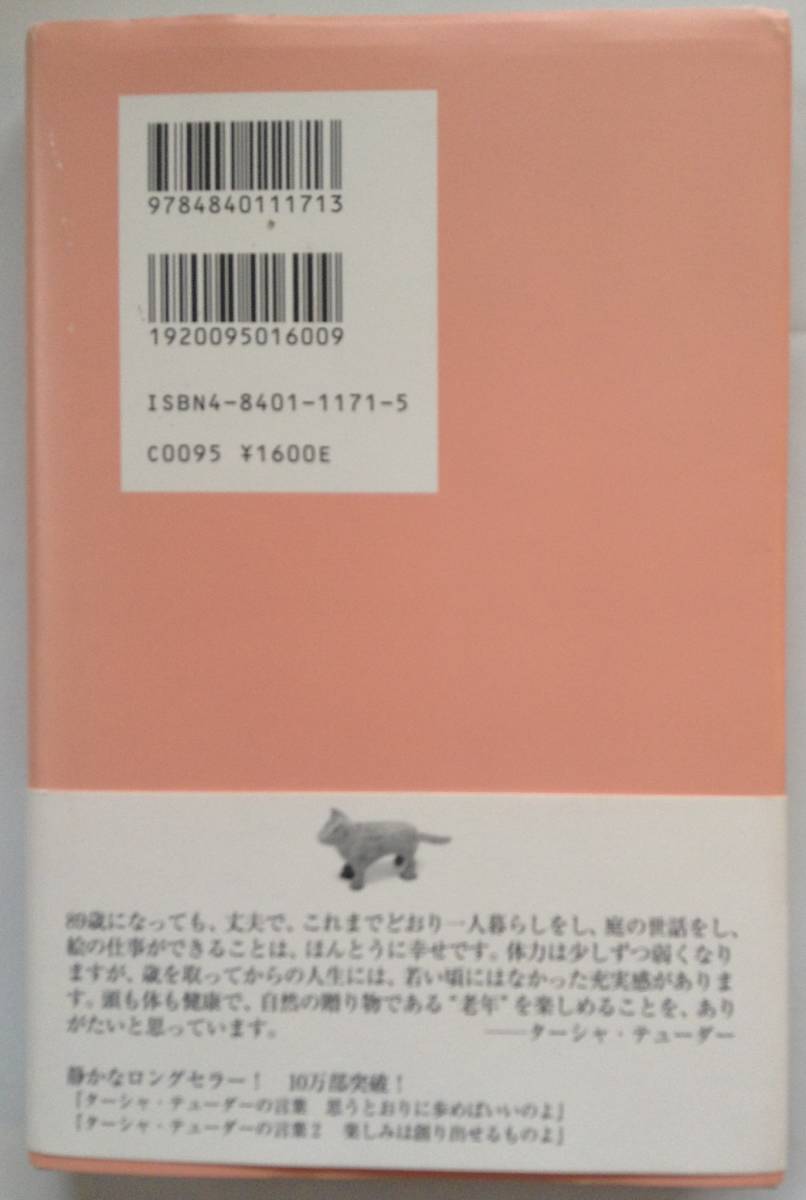 9784840111713
1920095016009
ISBN4-8401-1171-5
C0095 ¥1600E
89歳になっても、丈夫で、これまでどおり一人暮らしをし、庭の世話をし、
絵の仕事ができることは、ほんとうに幸せです。体力は少しずつ弱くなり
ますが、歳を取ってからの人生には、若い頃にはなかった充実感がありま
す。頭も体も健康で、自然の贈り物である“老年”を楽しめることを、あり
がたいと思っています。 ――ターシャ・テューダー
静かなロングセラー! 10万部突破!
『ターシャ・テューダーの言葉 思うとおりに歩めばいいのよ』
『ターシャ・テューダーの言葉2 楽しみは創り出せるものよ』